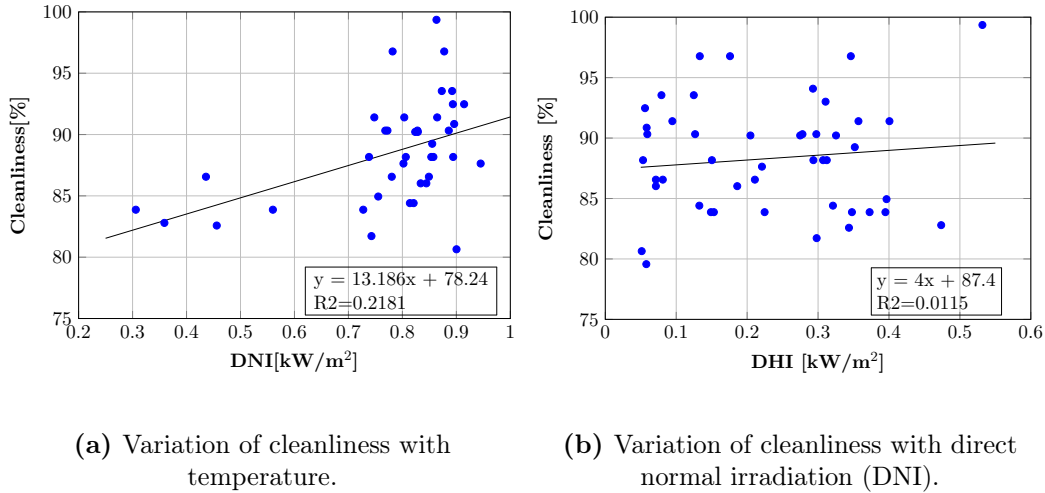 100
95
90
85
80
75
0.2 0.3 0.4 0.5 0.6 0.7 0.8 0.9 1
Cleanliness[%]
DNI[kW/m²]
y = 13.186x + 78.24
R2=0.2181
100
95
90
85
80
75
0 0.1 0.2 0.3 0.4 0.5 0.6
Cleanliness [%]
DHI [kW/m²]
y = 4x + 87.4
R2=0.0115
(a) Variation of cleanliness with
temperature.
(b) Variation of cleanliness with direct
normal irradiation (DNI).